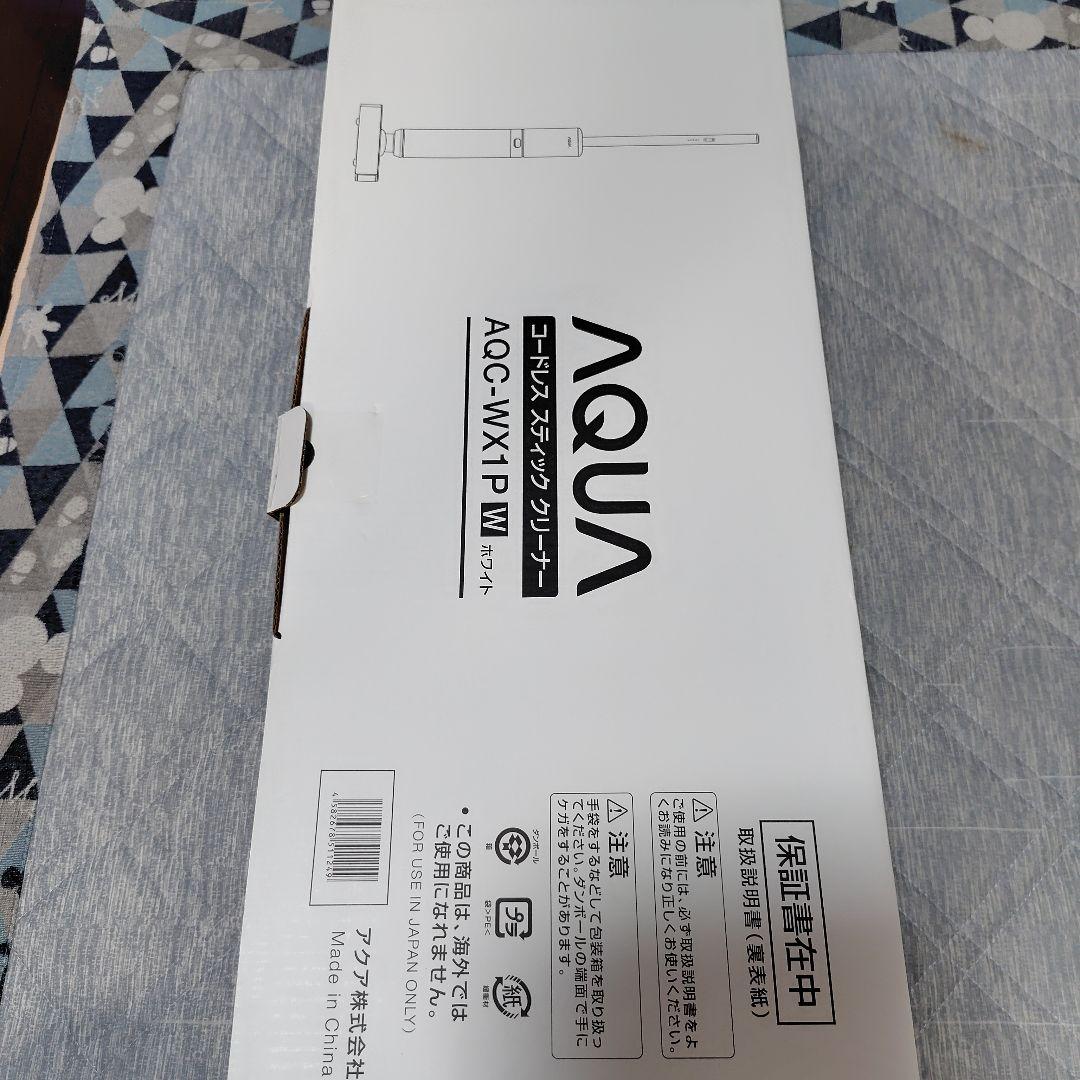 AQUA
コードレス スティック クリーナー
AQC-WX1P W ホワイト
保証書在中
取扱説明書(裏表紙)
注意
ご使用の前には、必ず取扱説明書をよ
くお読みになり正しくお使いください。
注意
手袋をするなどして包装箱を取り扱っ
てください。ダンボールの端面で手に
ケガをすることがあります。
ダンボール
箱
プラ
袋>PE<
紙
緩衝材
•この商品は、海外では
ご使用になれません。
(FOR USE IN JAPAN ONLY)
4582678511249
アクア株式会社
Made in China